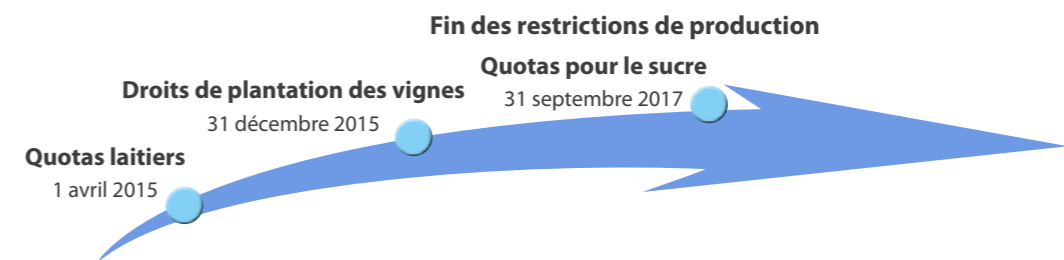 Fin des restrictions de production
Quotas pour le sucre
31 septembre 2017
Droits de plantation des vignes
31 décembre 2015
Quotas laitiers
1 avril 2015